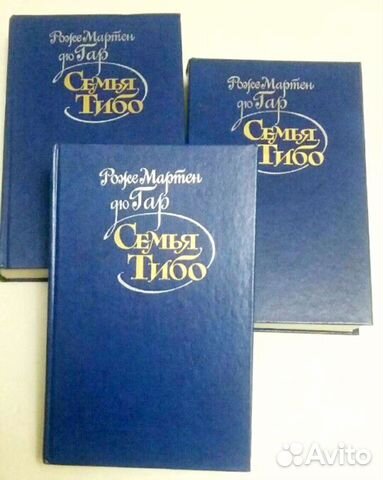 Роже Мартен
дю Гар
Семья
Тибо
Роже Мартен
дю Гар
Семья
Тибо
Роже Мартен
дю Гар
Семья
Тибо
Avito